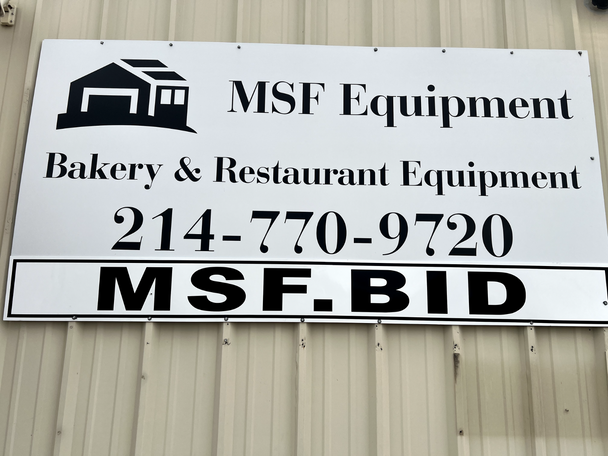 MSF Equipment
Bakery & Restaurant Equipment
214-770-9720
MSF.BID